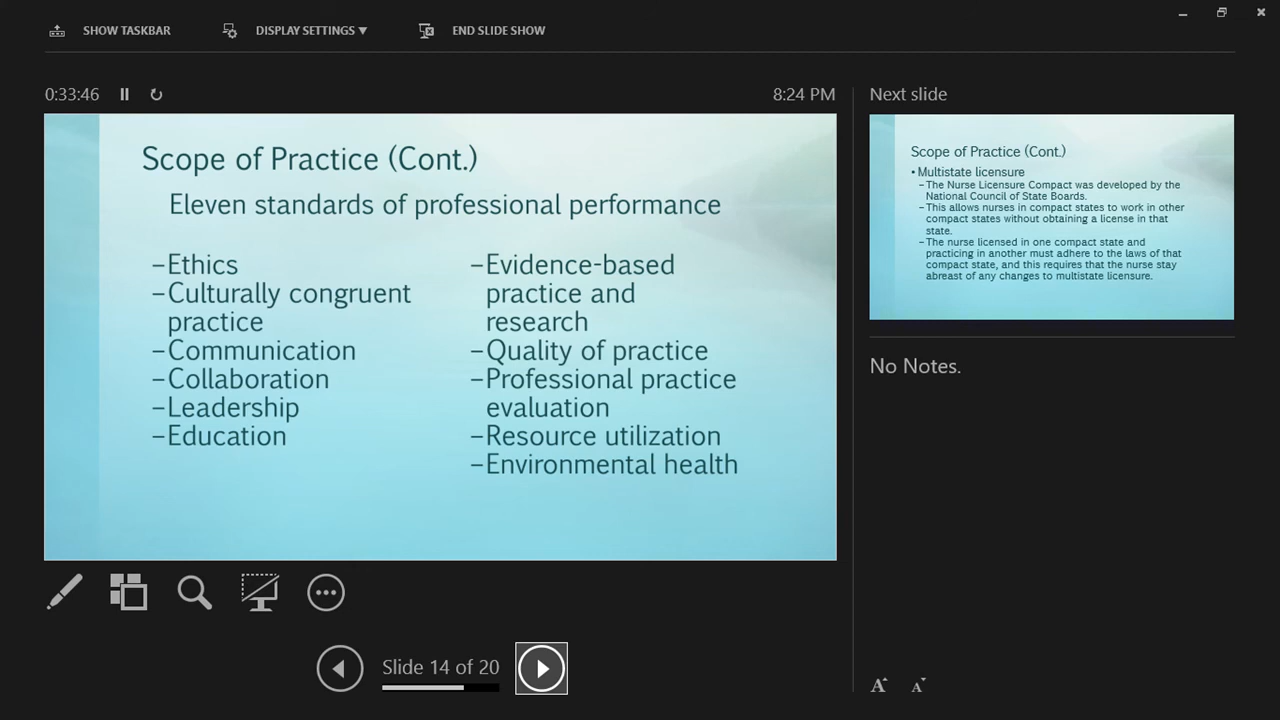 SHOW TASKBAR
DISPLAY SETTINGS ▼
END SLIDE SHOW
0:33:46
8:24 PM
Scope of Practice (Cont.)
Eleven standards of professional performance
–Ethics
–Culturally congruent
practice
–Communication
–Collaboration
–Leadership
–Education
–Evidence-based
practice and
research
–Quality of practice
–Professional practice
evaluation
–Resource utilization
–Environmental health
Slide 14 of 20
Next slide
Scope of Practice (Cont.)
• Multistate licensure
–The Nurse Licensure Compact was developed by the
National Council of State Boards.
–This allows nurses in compact states to work in other
compact states without obtaining a license in that
state.
–The nurse licensed in one compact state and
practicing in another must adhere to the laws of that
compact state, and this requires that the nurse stay
abreast of any changes to multistate licensure.
No Notes.
A A